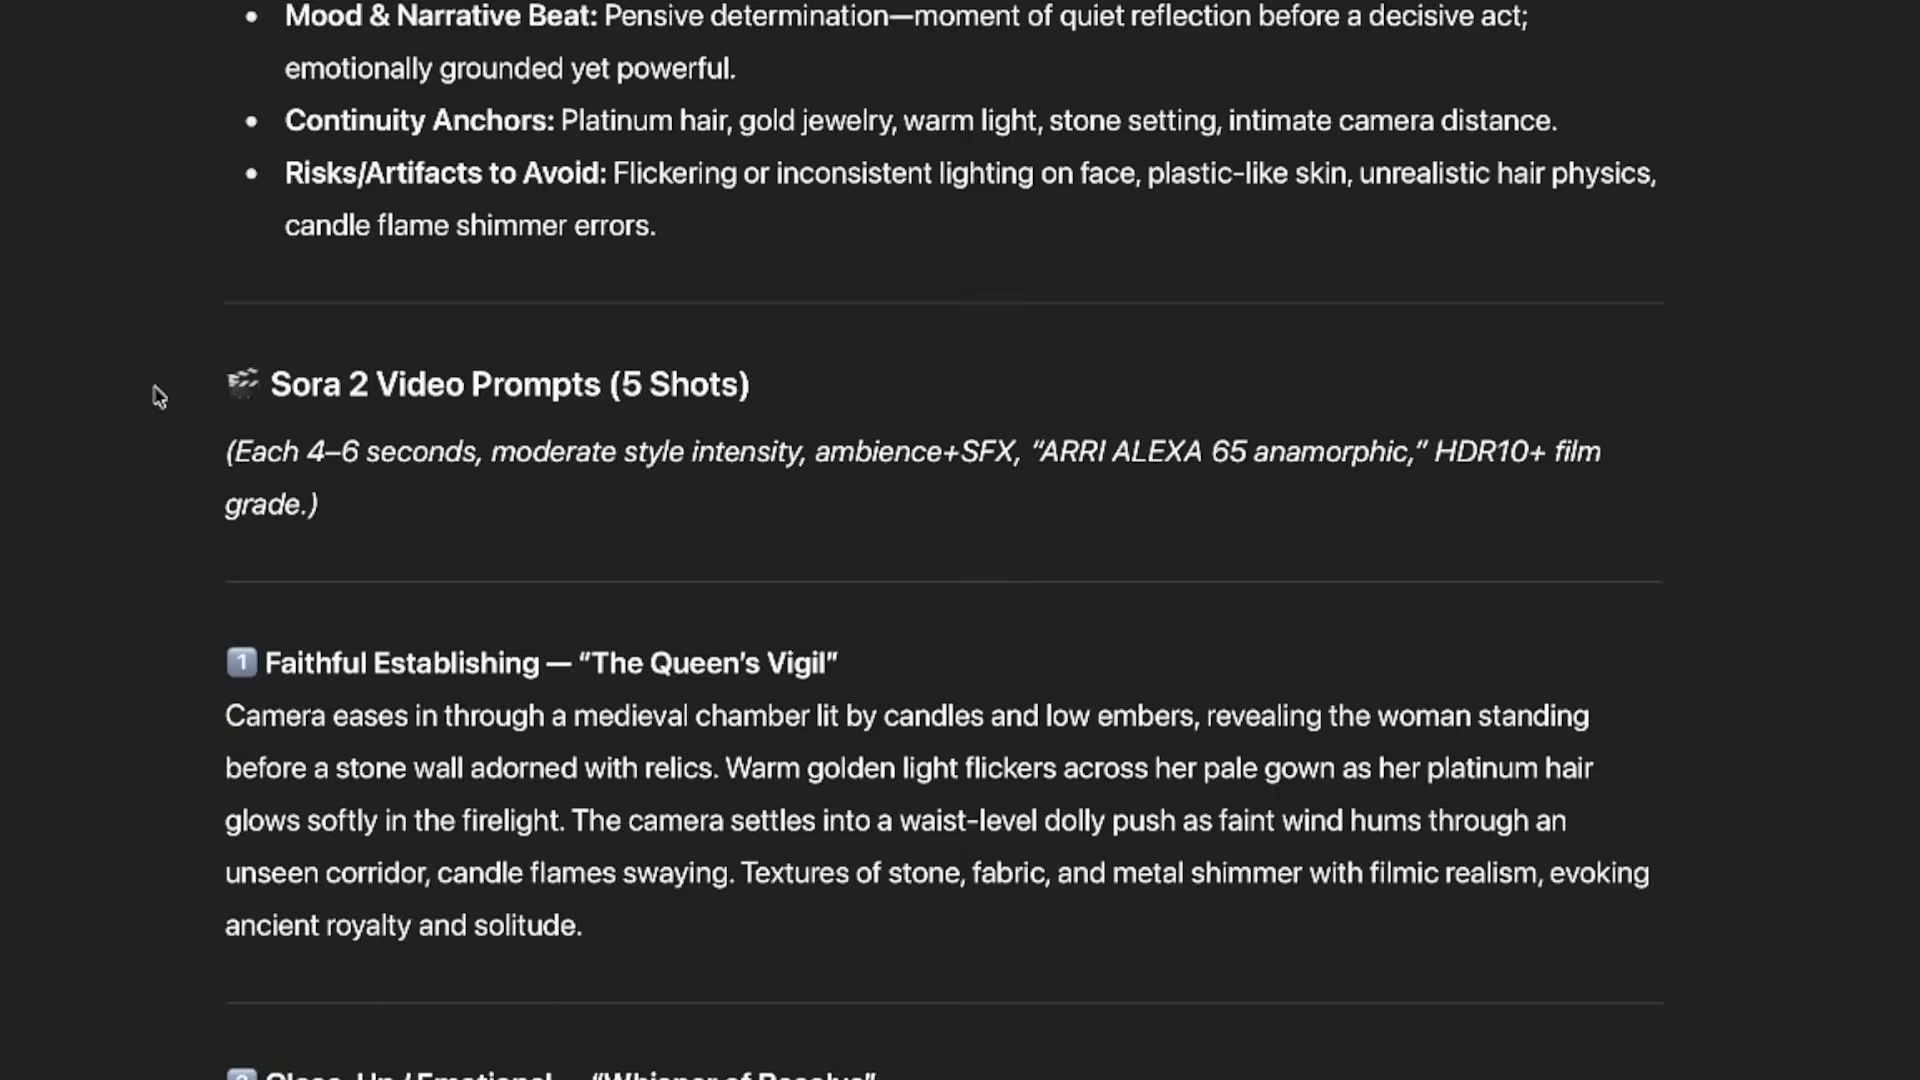 • Mood & Narrative Beat: Pensive determination—moment of quiet reflection before a decisive act;
emotionally grounded yet powerful.
• Continuity Anchors: Platinum hair, gold jewelry, warm light, stone setting, intimate camera distance.
• Risks/Artifacts to Avoid: Flickering or inconsistent lighting on face, plastic-like skin, unrealistic hair physics,
candle flame shimmer errors.
🎬 Sora 2 Video Prompts (5 Shots)
(Each 4–6 seconds, moderate style intensity, ambience+SFX, “ARRI ALEXA 65 anamorphic,” HDR10+ film
grade.)
1️⃣ Faithful Establishing — “The Queen’s Vigil”
Camera eases in through a medieval chamber lit by candles and low embers, revealing the woman standing
before a stone wall adorned with relics. Warm golden light flickers across her pale gown as her platinum hair
glows softly in the firelight. The camera settles into a waist-level dolly push as faint wind hums through an
unseen corridor, candle flames swaying. Textures of stone, fabric, and metal shimmer with filmic realism, evoking
ancient royalty and solitude.
2️⃣ Close-Up / Emotional — “Whisper of Resolve”